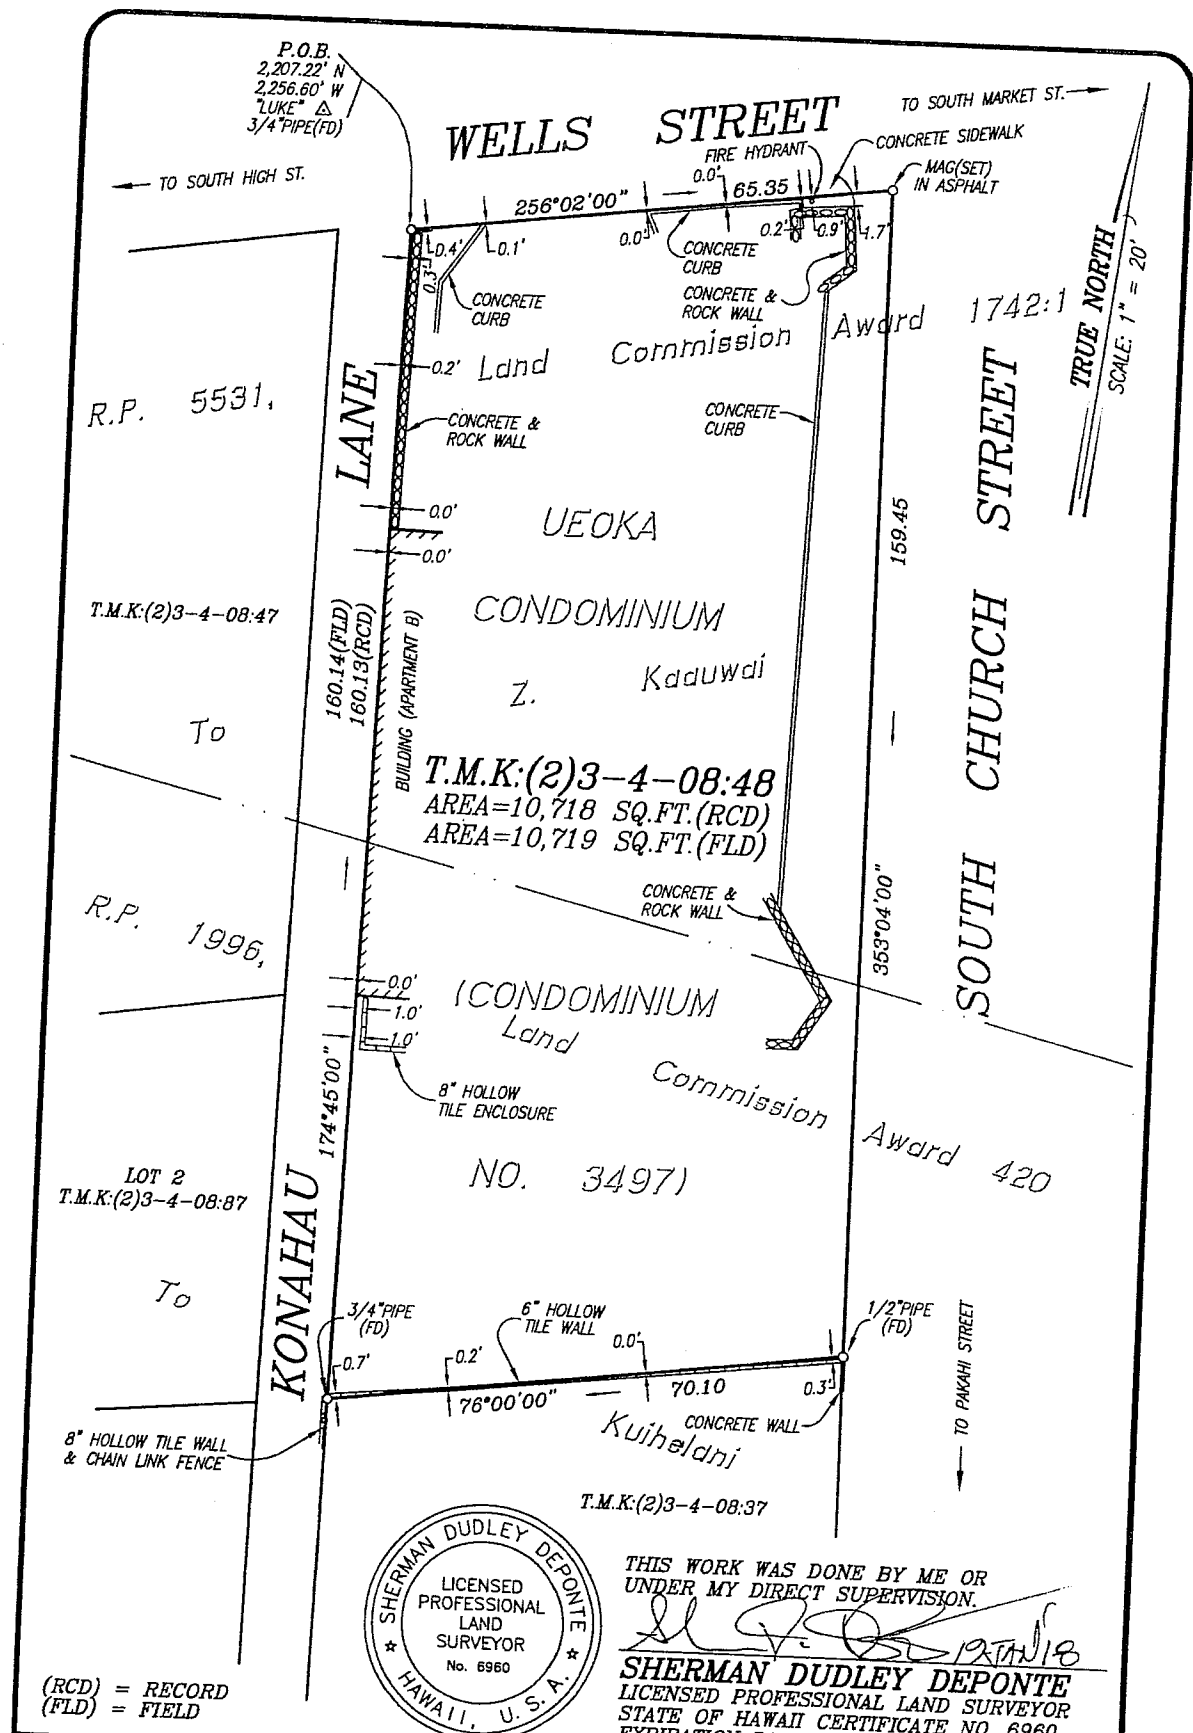 P.O.B.
2,207.22' N
2,256.60' W
"LUKE" △
3/4"PIPE(FD)
WELLS STREET
TO SOUTH MARKET ST.
FIRE HYDRANT
CONCRETE SIDEWALK
MAG(SET)
IN ASPHALT
TO SOUTH HIGH ST.
256°02'00"
0.0'
65.35
0.4'
0.1'
0.0'
0.2'
0.9'
1.7'
0.3'
CONCRETE
CURB
CONCRETE
CURB
CONCRETE &
ROCK WALL
TRUE NORTH
SCALE: 1" = 20'
Land Commission Award 1742:1
0.2'
R.P. 5531,
LANE
CONCRETE &
ROCK WALL
CONCRETE
CURB
SOUTH CHURCH STREET
0.0'
0.0'
UEOKA
159.45
T.M.K:(2)3-4-08:47
CONDOMINIUM
160.14(FLD)
160.13(RCD)
BUILDING (APARTMENT B)
Z. Kaauwai
To
T.M.K:(2)3-4-08:48
AREA=10,718 SQ.FT.(RCD)
AREA=10,719 SQ.FT.(FLD)
CONCRETE &
ROCK WALL
353°04'00"
R.P. 1996,
0.0'
1.0'
1.0'
(CONDOMINIUM
Land Commission Award 420
174°45'00"
8" HOLLOW
TILE ENCLOSURE
NO. 3497)
LOT 2
T.M.K:(2)3-4-08:87
To
KONAHAU
3/4"PIPE
(FD)
6" HOLLOW
TILE WALL
1/2"PIPE
(FD)
TO PAKAHI STREET
0.7'
0.2'
0.0'
0.3'
76°00'00"
70.10
Kuihelani
CONCRETE WALL
8" HOLLOW TILE WALL
& CHAIN LINK FENCE
T.M.K:(2)3-4-08:37
SHERMAN DUDLEY DEPONTE
LICENSED
PROFESSIONAL
LAND
SURVEYOR
No. 6960
HAWAII, U.S.A.
THIS WORK WAS DONE BY ME OR
UNDER MY DIRECT SUPERVISION.
SHERMAN DUDLEY DEPONTE
LICENSED PROFESSIONAL LAND SURVEYOR
STATE OF HAWAII CERTIFICATE NO. 6960
(RCD) = RECORD
(FLD) = FIELD